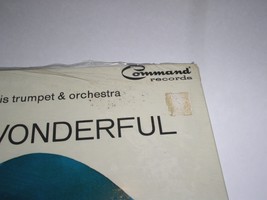 Command
records
is trumpet & orchestra
WONDERFUL